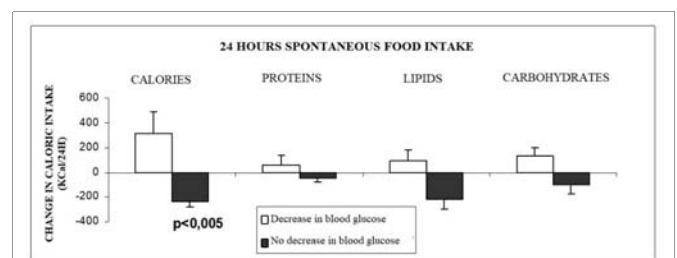 24 HOURS SPONTANEOUS FOOD INTAKE
CALORIES PROTEINS LIPIDS CARBOHYDRATES
CHANGE IN CALORIC INTAKE
(KCal/24H)
600
400
200
0
-200
-400
p<0,005
Decrease in blood glucose
No decrease in blood glucose